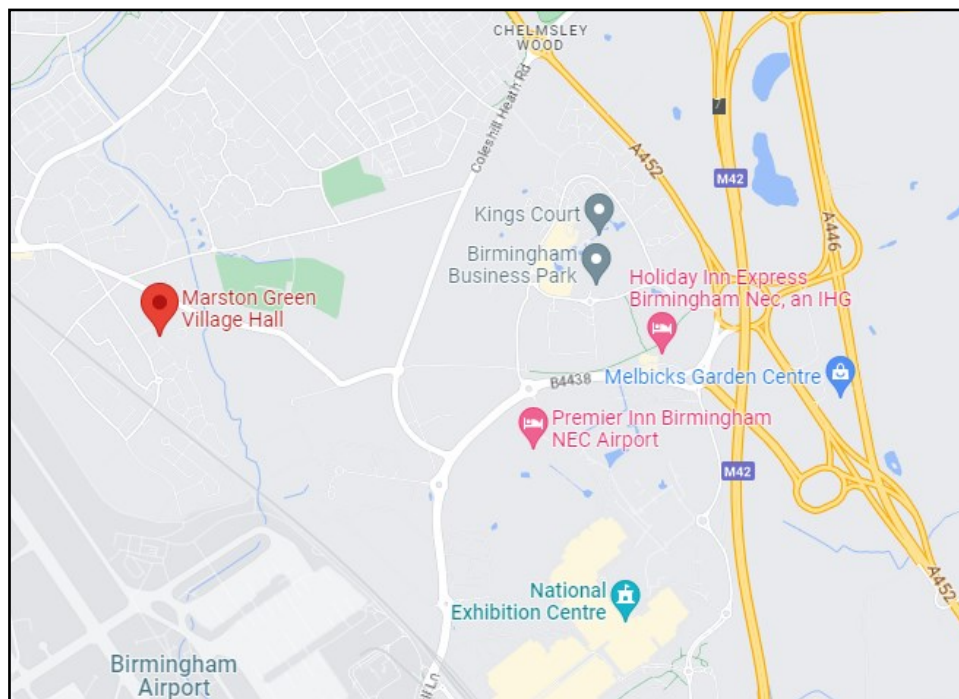 CHELMSLEY
WOOD
Coleshill Heath Rd
A452
M42
A446
Kings Court
Birmingham
Business Park
Holiday Inn Express
Birmingham Nec, an IHG
Marston Green
Village Hall
B4438
Melbicks Garden Centre
Premier Inn Birmingham
NEC Airport
M42
National
Exhibition Centre
A452
Birmingham
Airport
Ln